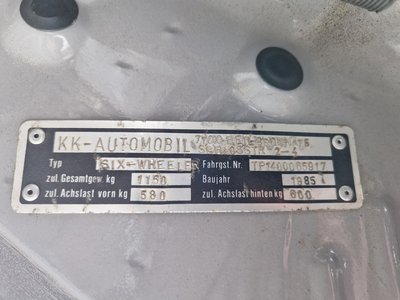 KK-AUTOMOBIL
Typ SIX-WHEELER Fahrgst. Nr. TP1400005917
zul. Gesamtgew. kg 1150 Baujahr 1985
zul. Achslast vorn kg 580 zul. Achslast hinten kg 600